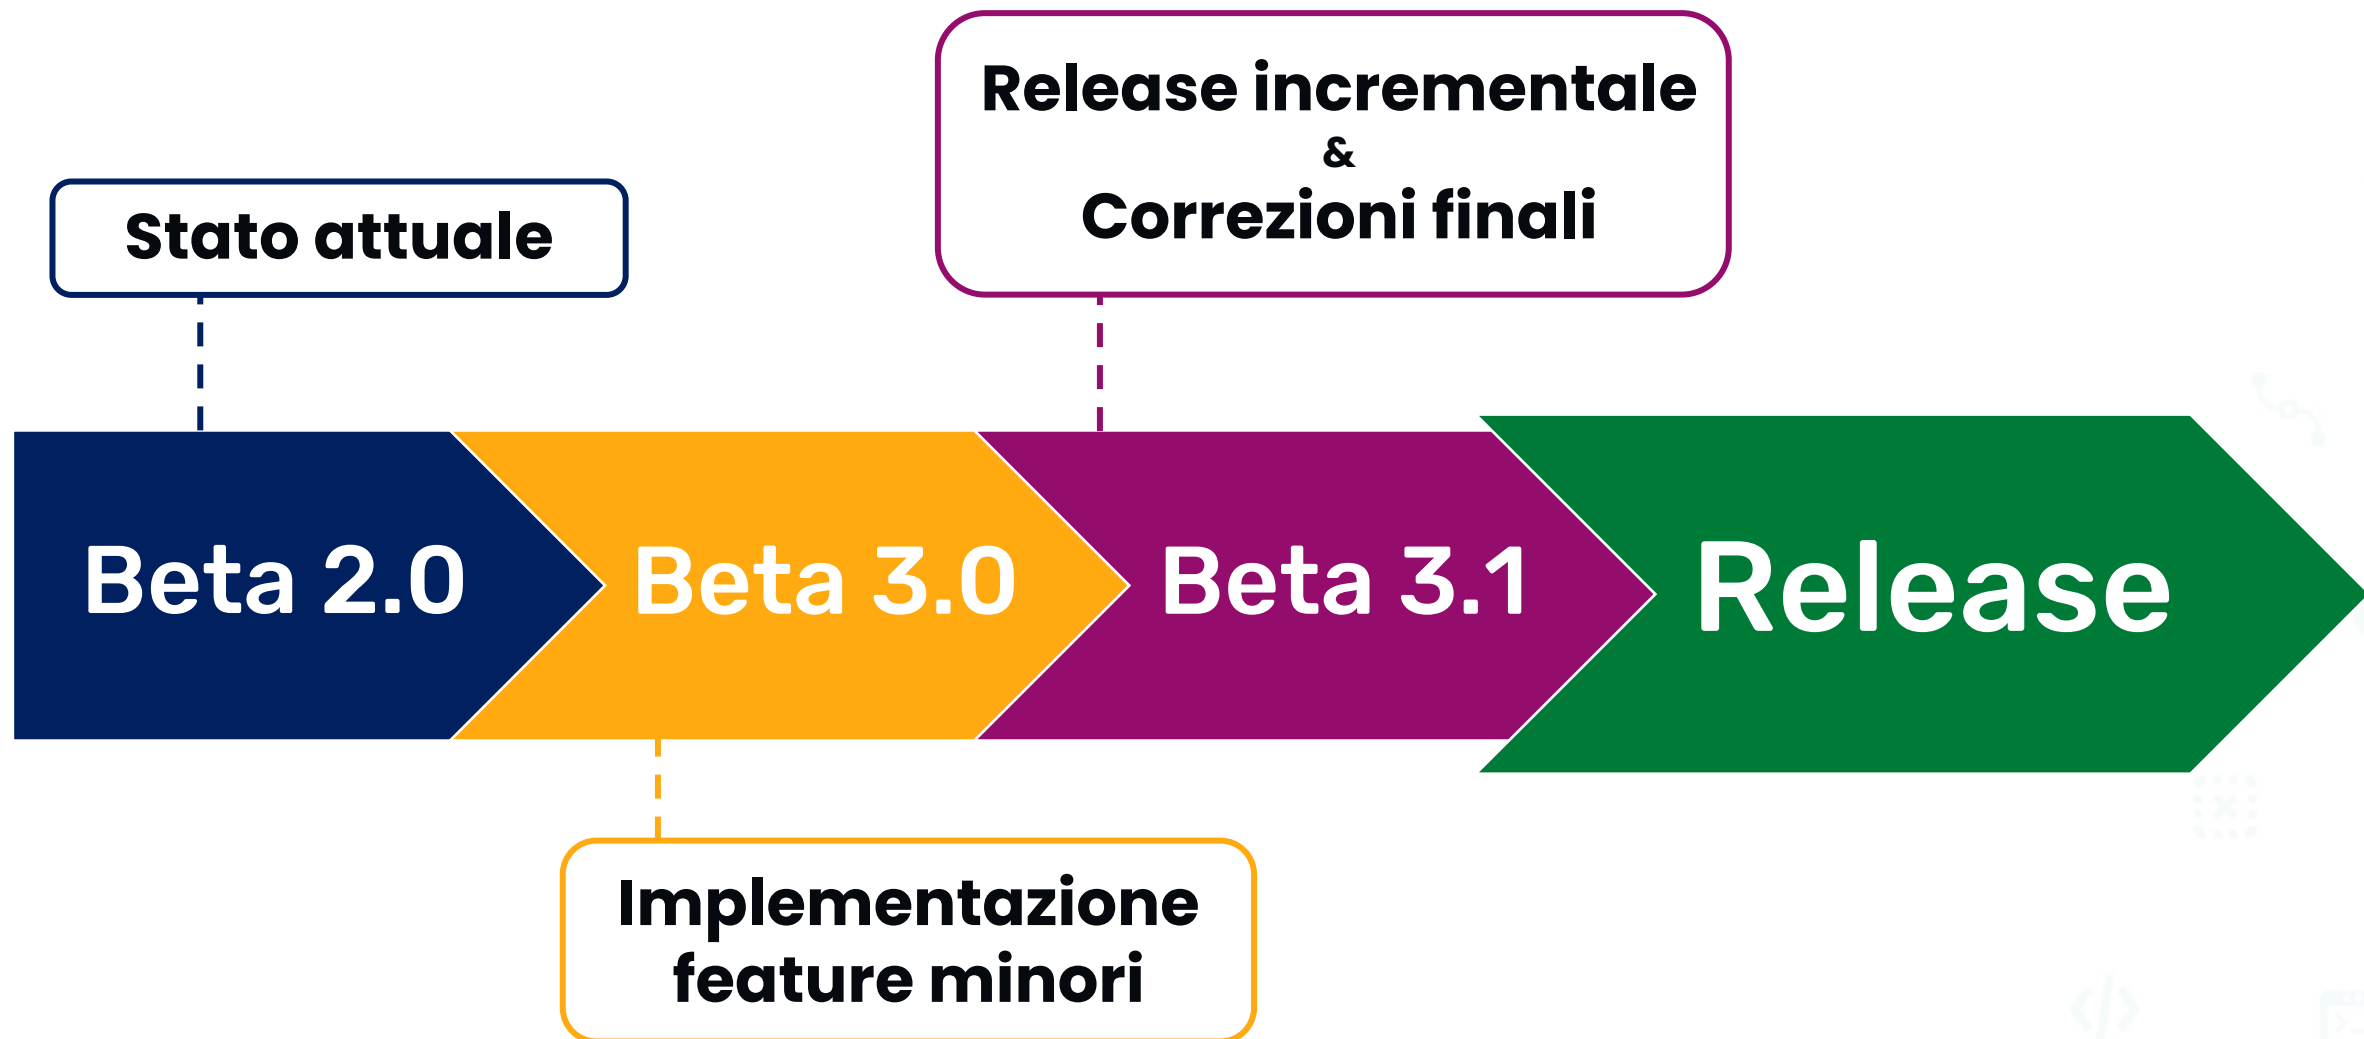 Release incrementale
&
Correzioni finali
Stato attuale
Beta 2.0
Beta 3.0
Beta 3.1
Release
Implementazione
feature minori